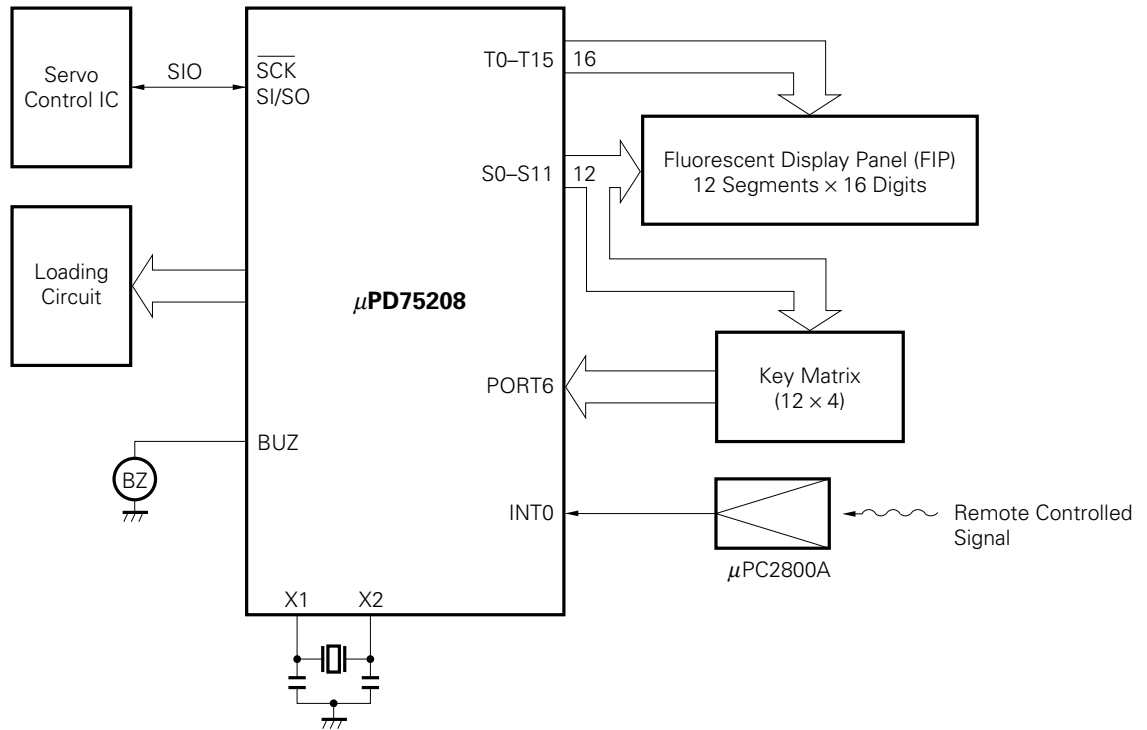 Servo
Control IC
SIO
SCK
SI/SO
T0–T15
16
Fluorescent Display Panel (FIP)
12 Segments × 16 Digits
S0–S11
12
Loading
Circuit
μPD75208
PORT6
Key Matrix
(12 × 4)
BUZ
BZ
INT0
Remote Controlled
Signal
μPC2800A
X1
X2